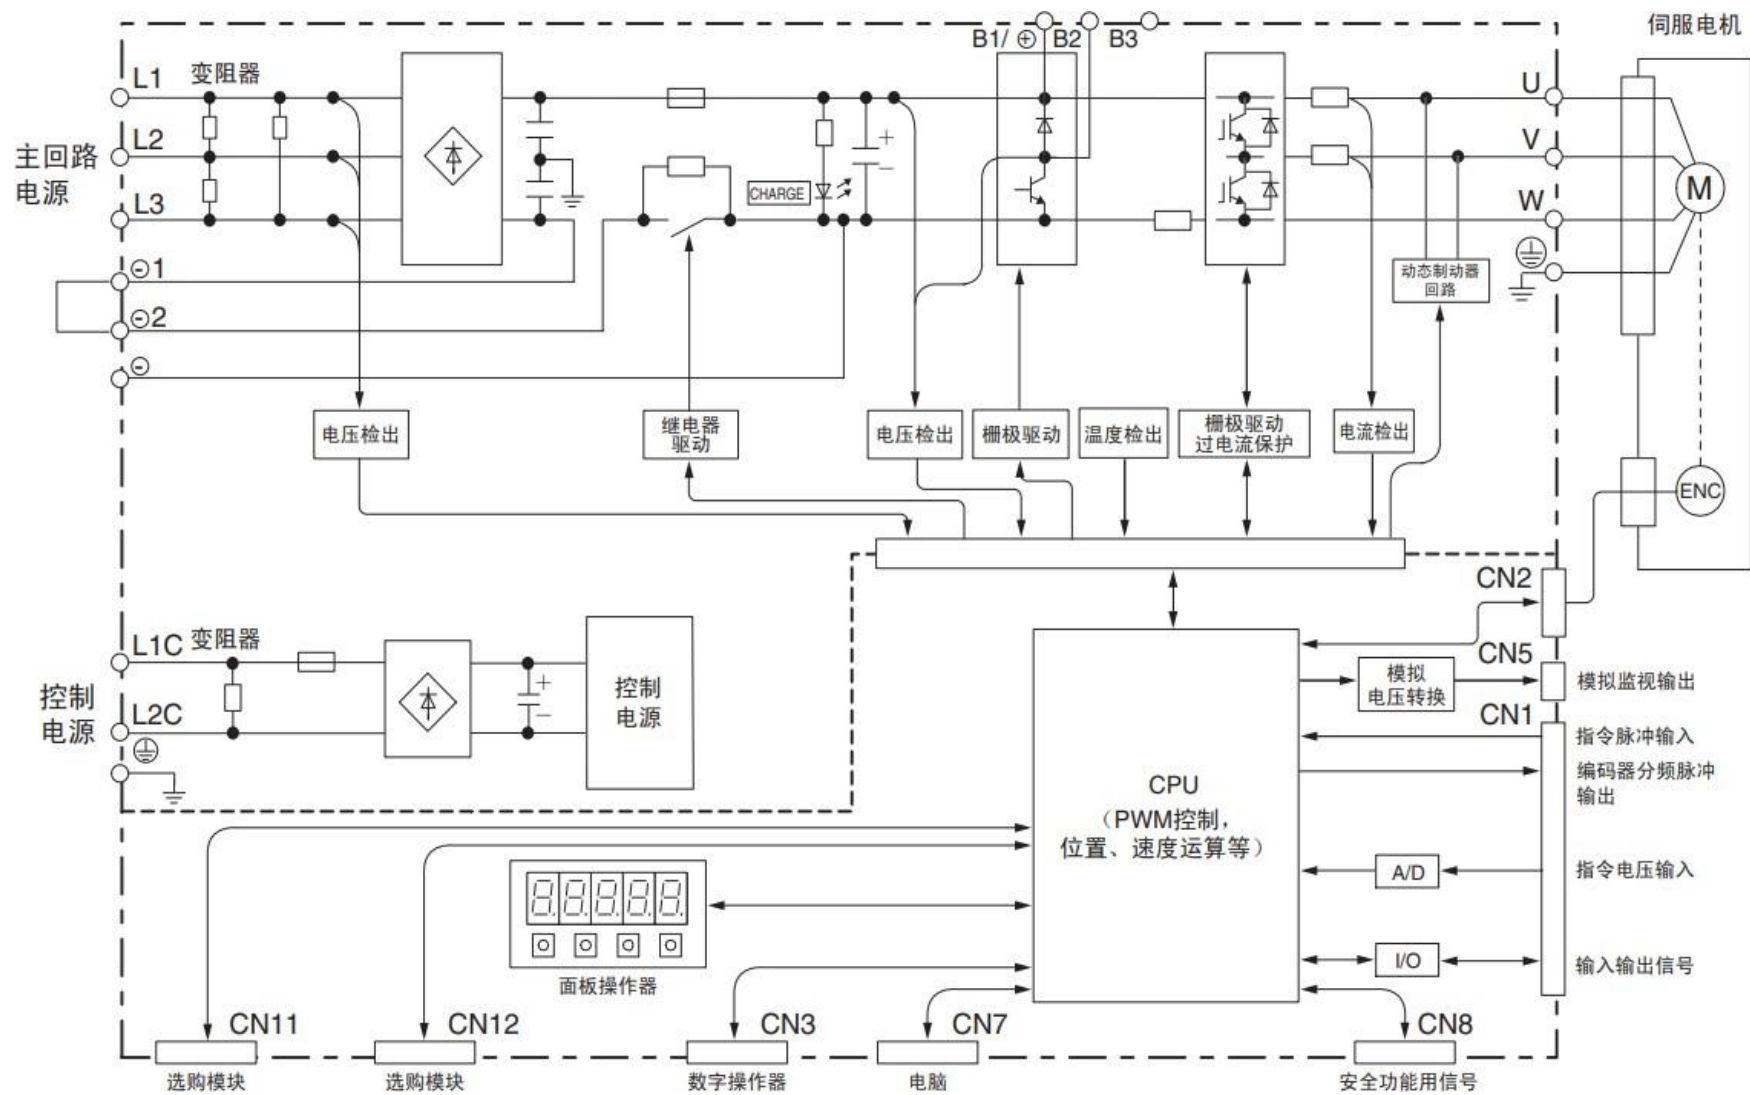 伺服电机
B1/⊕
B2
B3
L1
变阻器
U
主回路
电源
L2
V
CHARGE
+
−
M
L3
W
⊖1
动态制动器
回路
⊖2
⊖
电压检出
继电器
驱动
电压检出
栅极驱动
温度检出
栅极驱动
过电流保护
电流检出
ENC
CN2
L1C
变阻器
CN5
控制
电源
+
−
控制
电源
模拟
电压转换
模拟监视输出
L2C
CN1
指令脉冲输入
编码器分频脉冲
输出
CPU
（PWM控制，
位置、速度运算等）
A/D
指令电压输入
8.8.8.8.8.
I/O
输入输出信号
面板操作器
CN11
CN12
CN3
CN7
CN8
选购模块
选购模块
数字操作器
电脑
安全功能用信号